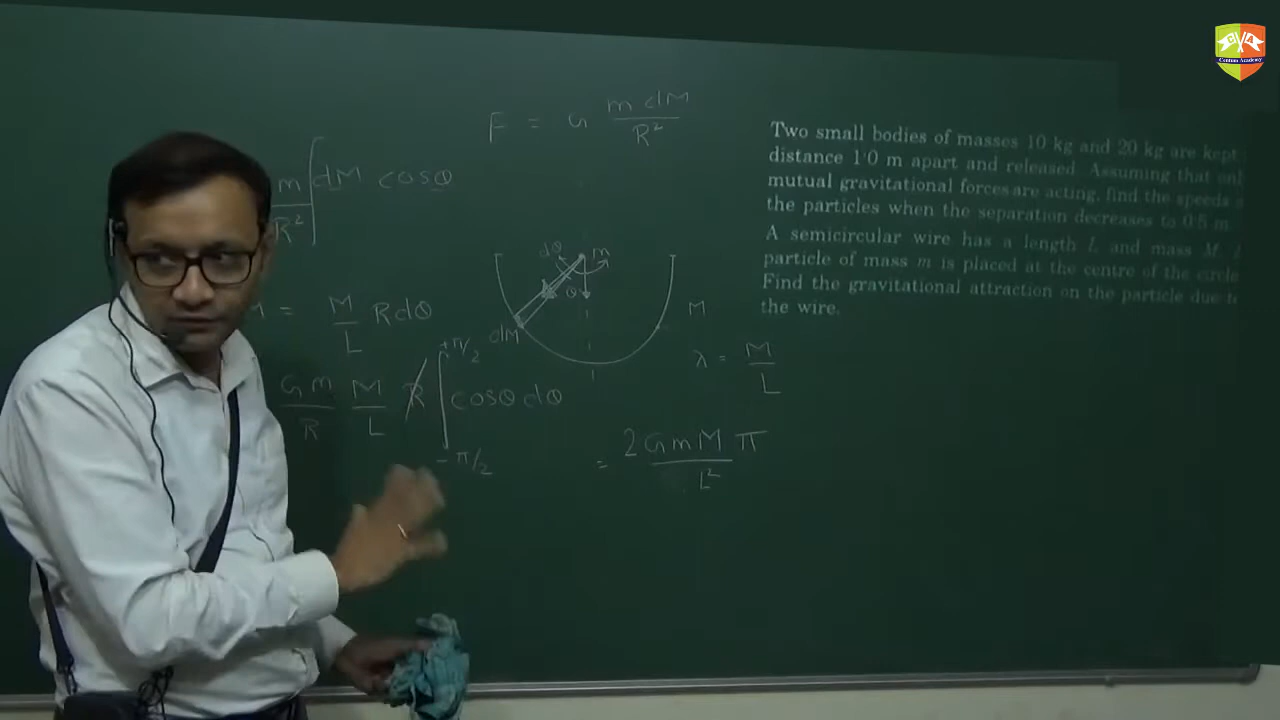 F = G m dM / R²
m / R² ∫ dM cosθ
= M / L R dθ
Gm / R M / L R ∫ cosθ dθ
+π/2
-π/2
dθ
m
θ
dM
M
λ = M / L
= 2GmM π / L²
Two small bodies of masses 10 kg and 20 kg are kept
distance 1·0 m apart and released. Assuming that
mutual gravitational forces are acting, find the speeds
the particles when the separation decreases to 0·5 m.
A semicircular wire has a length L and mass M.
particle of mass m is placed at the centre of the circle.
Find the gravitational attraction on the particle due to
the wire.
C A
Centum Academy